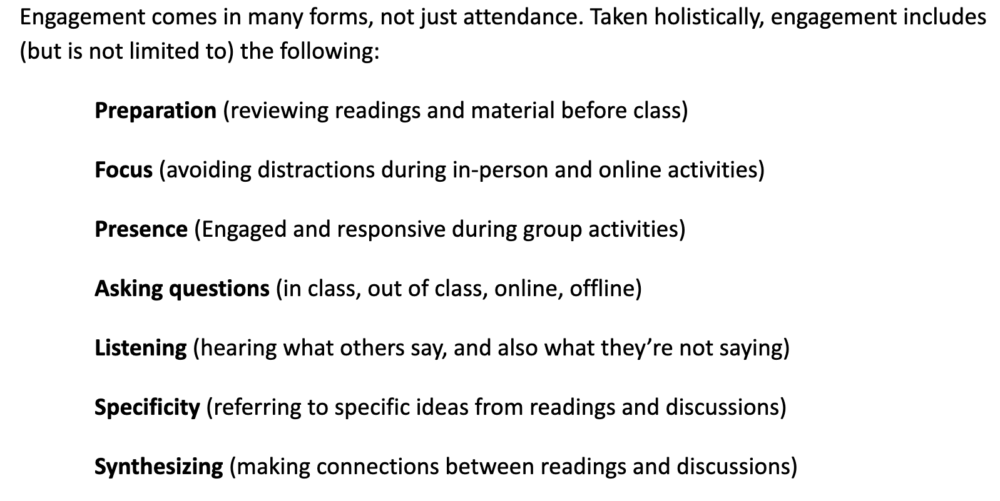 Engagement comes in many forms, not just attendance. Taken holistically, engagement includes
(but is not limited to) the following:
Preparation (reviewing readings and material before class)
Focus (avoiding distractions during in-person and online activities)
Presence (Engaged and responsive during group activities)
Asking questions (in class, out of class, online, offline)
Listening (hearing what others say, and also what they’re not saying)
Specificity (referring to specific ideas from readings and discussions)
Synthesizing (making connections between readings and discussions)